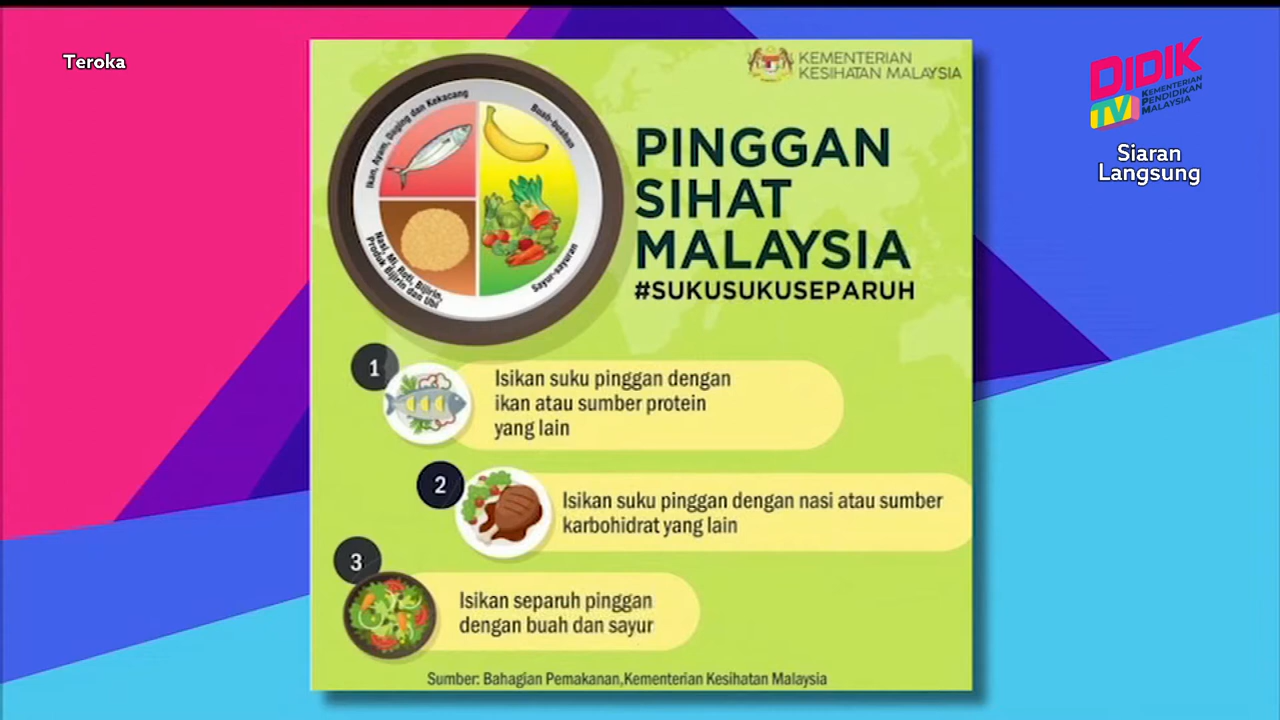 Teroka
KEMENTERIAN
KESIHATAN MALAYSIA
DIDIK
TV
KEMENTERIAN
PENDIDIKAN
MALAYSIA
Siaran
Langsung
Ikan, Ayam, Daging dan Kekacang
Buah-buahan
Nasi, Mi, Roti, Bijirin,
Produk Bijirin dan Ubi
Sayur-sayuran
PINGGAN
SIHAT
MALAYSIA
#SUKUSUKUSEPARUH
1
Isikan suku pinggan dengan
ikan atau sumber protein
yang lain
2
Isikan suku pinggan dengan nasi atau sumber
karbohidrat yang lain
3
Isikan separuh pinggan
dengan buah dan sayur
Sumber: Bahagian Pemakanan,Kementerian Kesihatan Malaysia